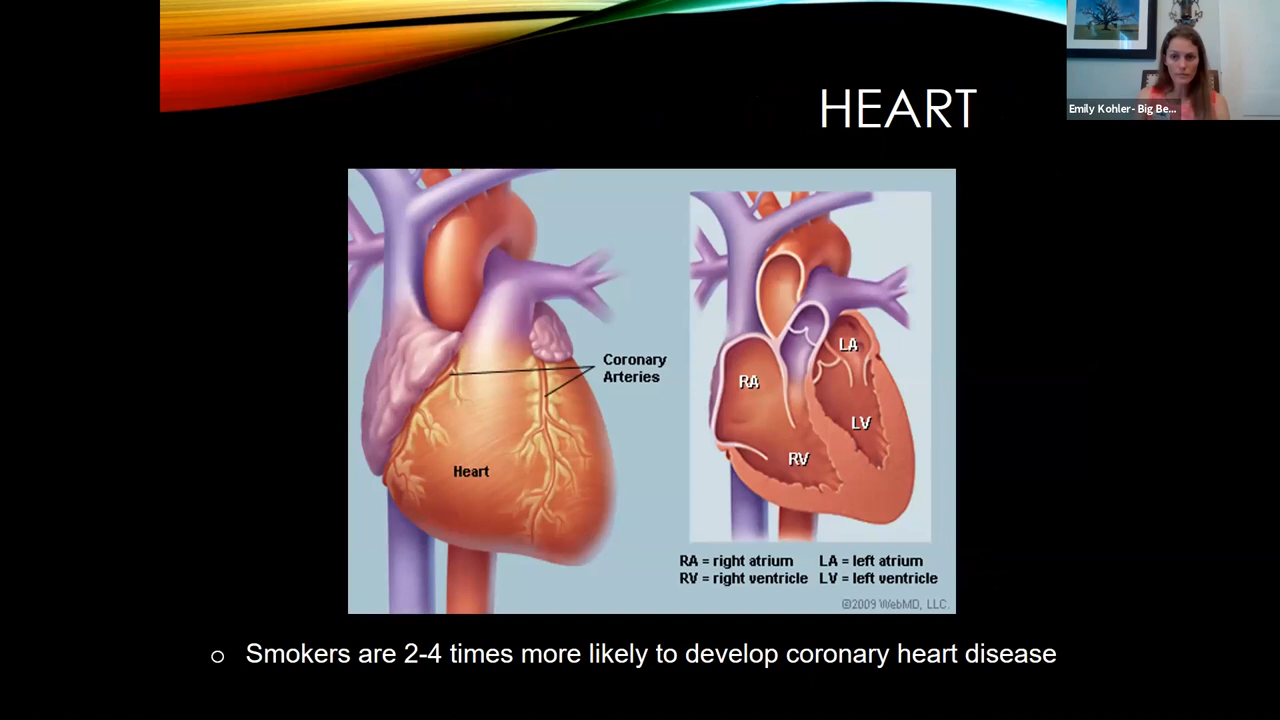 HEART
Emily Kohler- Big Be...
Coronary
Arteries
Heart
RA
LA
LV
RV
RA = right atrium LA = left atrium
RV = right ventricle LV = left ventricle
©2009 WebMD, LLC.
o Smokers are 2-4 times more likely to develop coronary heart disease